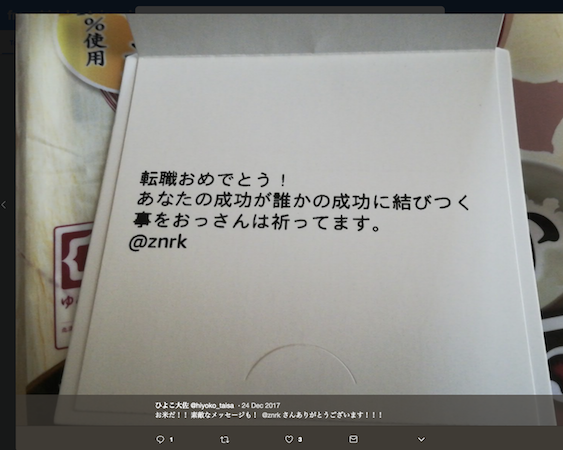 %使用
転職おめでとう！
あなたの成功が誰かの成功に結びつく
事をおっさんは祈ってます。
@znrk
ゆ
ひよこ大佐 @hiyoko_taisa · 24 Dec 2017
お米だ！！ 素敵なメッセージも！ @znrk さんありがとうございます！！！
1
3